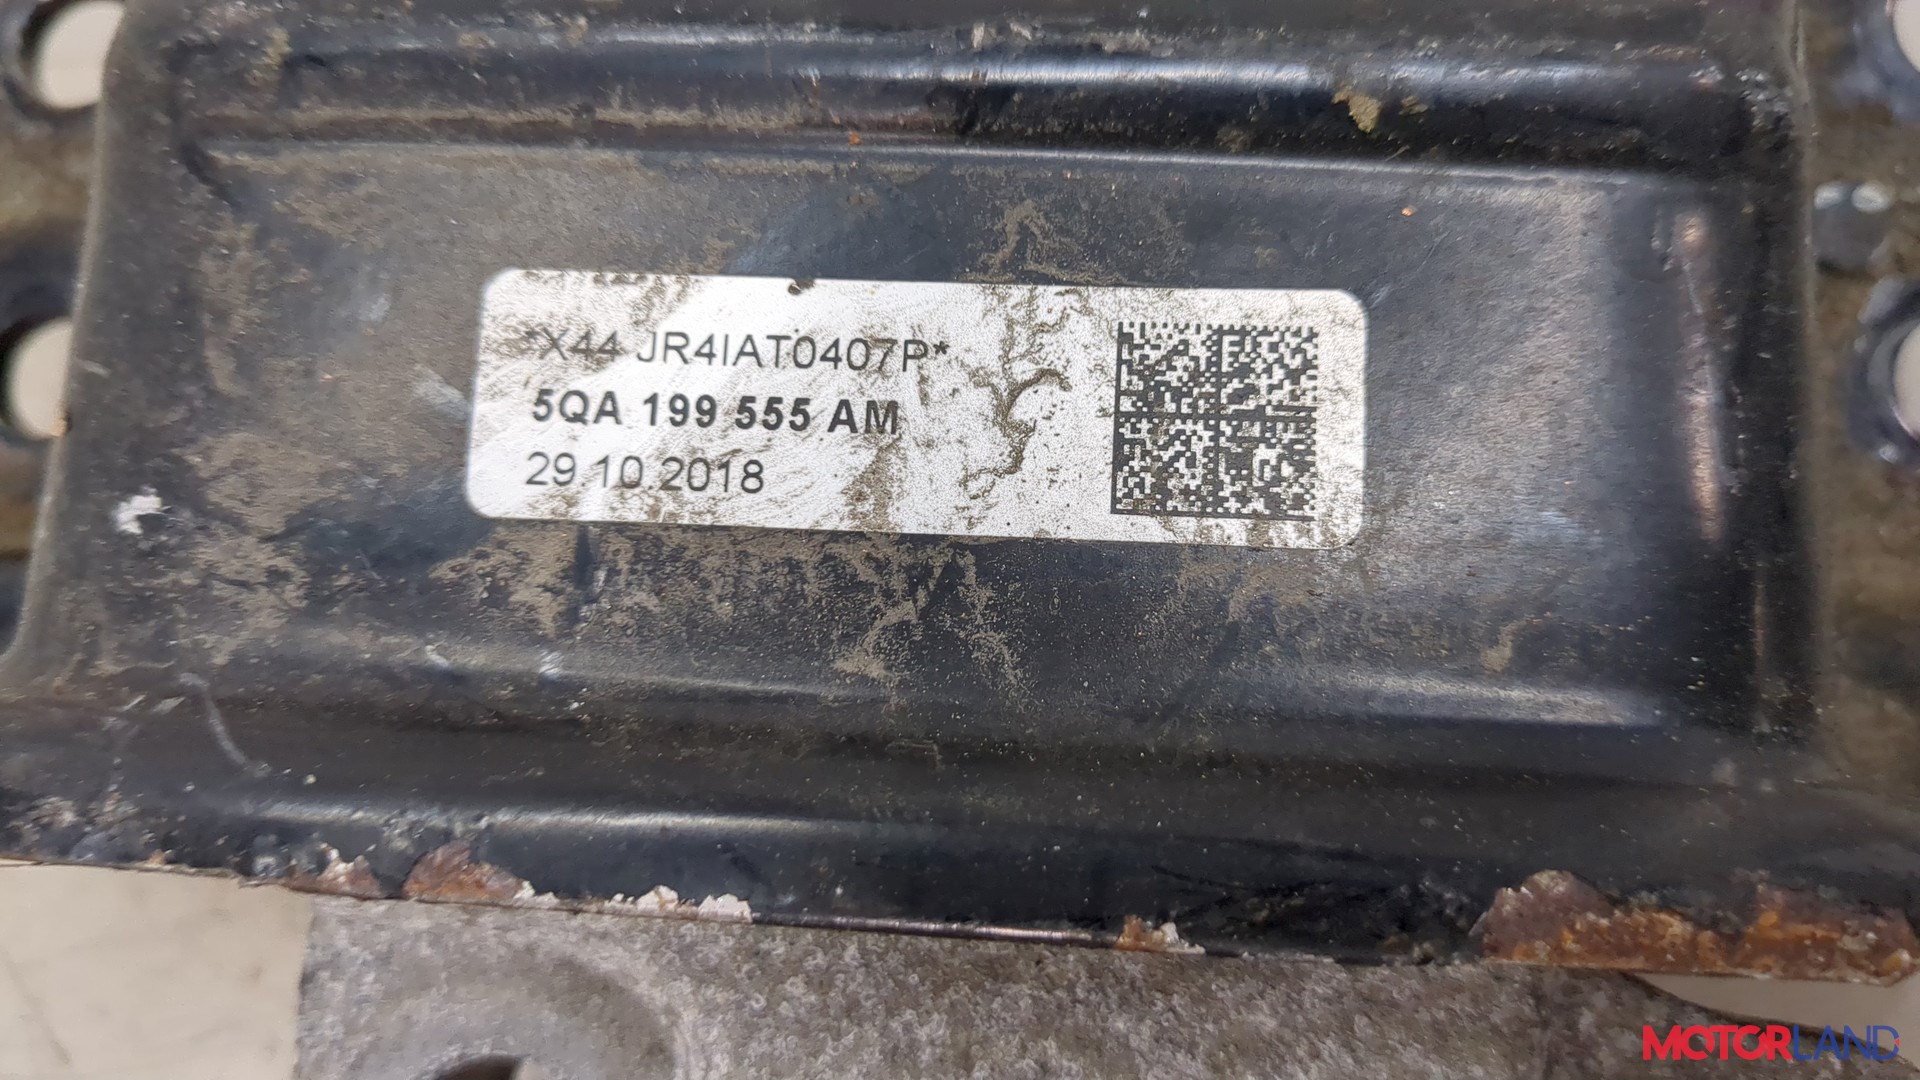 *X44 JR4IAT0407P*
5QA 199 555 AM
29.10.2018
MOTORLAND